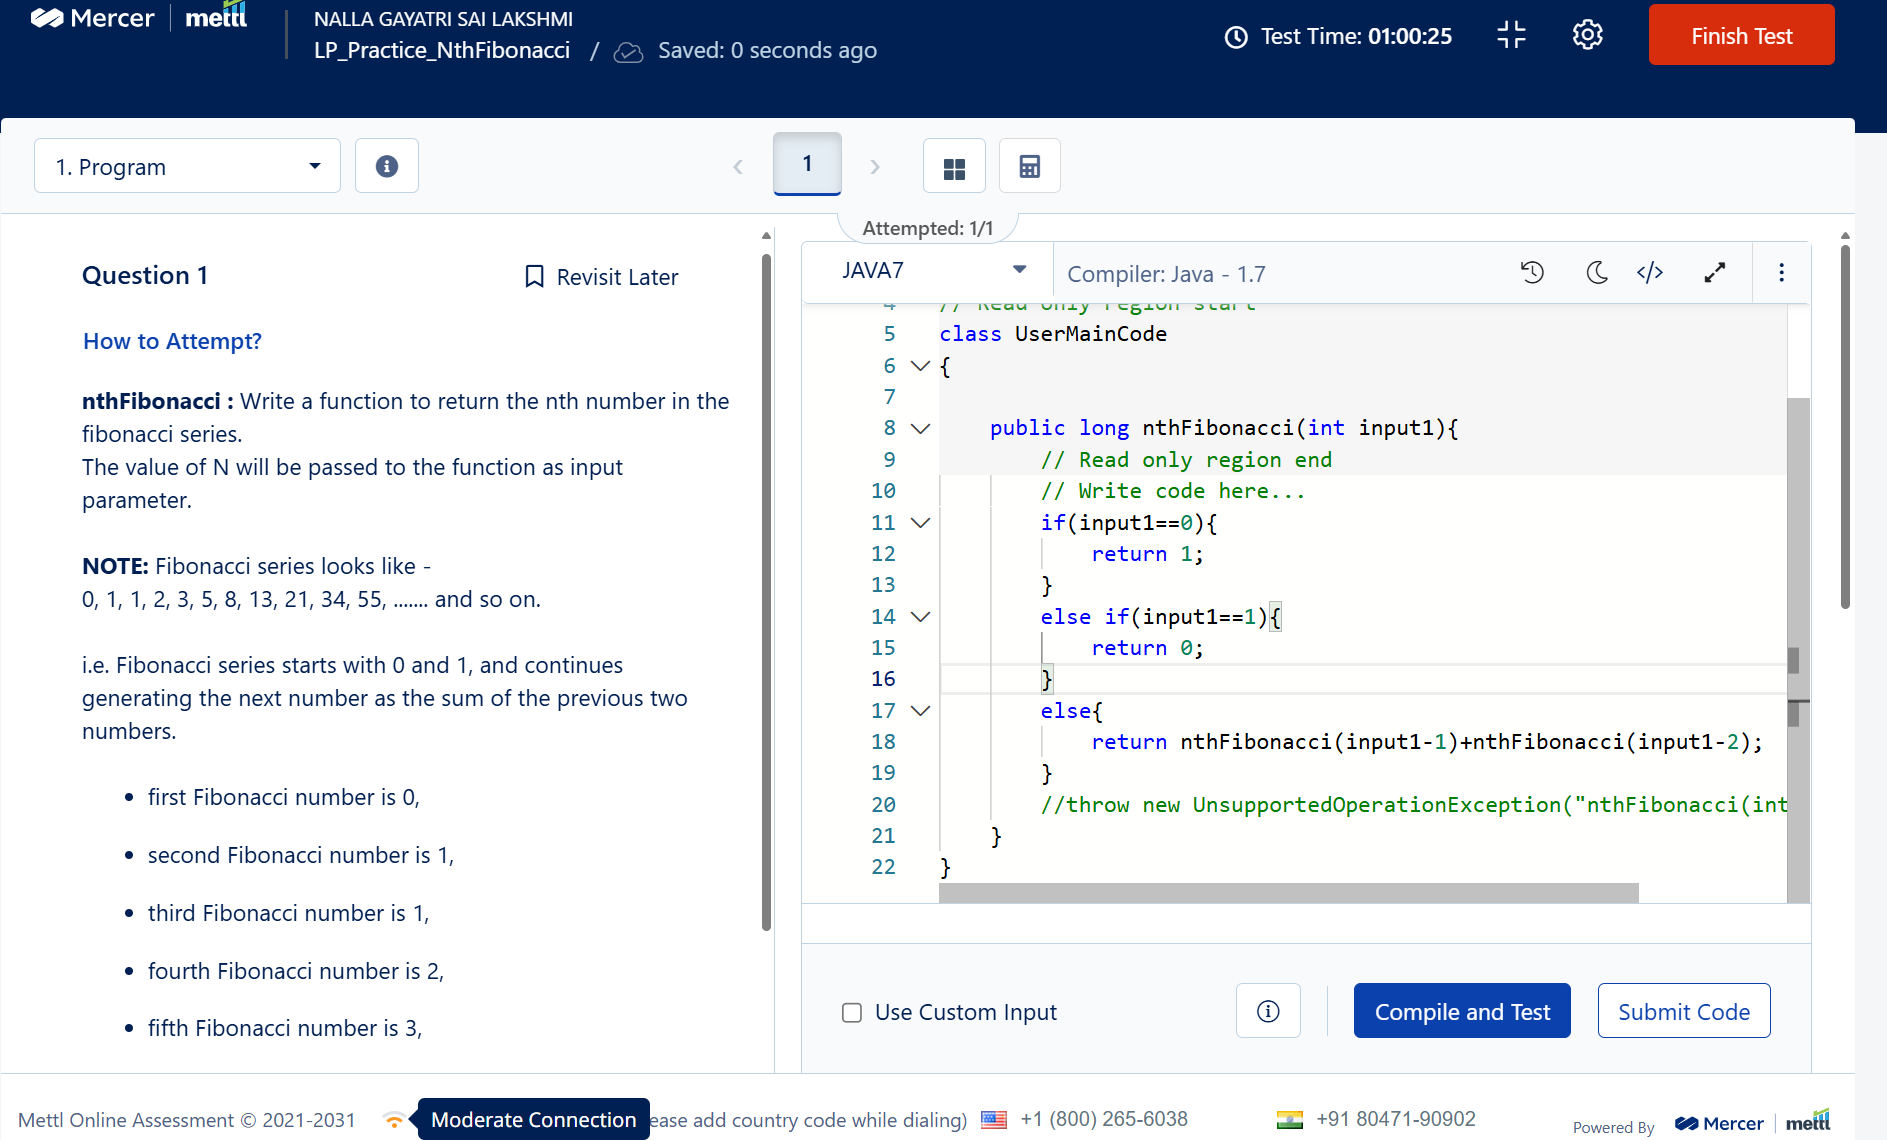 Mercer | mettl
NALLA GAYATRI SAI LAKSHMI
LP_Practice_NthFibonacci / Saved: 0 seconds ago
Test Time: 01:00:25
Finish Test
1. Program
1
Attempted: 1/1
Question 1
Revisit Later
How to Attempt?
nthFibonacci : Write a function to return the nth number in the
fibonacci series.
The value of N will be passed to the function as input
parameter.
NOTE: Fibonacci series looks like -
0, 1, 1, 2, 3, 5, 8, 13, 21, 34, 55, ....... and so on.
i.e. Fibonacci series starts with 0 and 1, and continues
generating the next number as the sum of the previous two
numbers.
• first Fibonacci number is 0,
• second Fibonacci number is 1,
• third Fibonacci number is 1,
• fourth Fibonacci number is 2,
• fifth Fibonacci number is 3,
JAVA7
Compiler: Java - 1.7
4 // Read only region start
5 class UserMainCode
6 {
7
8 public long nthFibonacci(int input1){
9 // Read only region end
10 // Write code here...
11 if(input1==0){
12 return 1;
13 }
14 else if(input1==1){
15 return 0;
16 }
17 else{
18 return nthFibonacci(input1-1)+nthFibonacci(input1-2);
19 }
20 //throw new UnsupportedOperationException("nthFibonacci(int
21 }
22 }
Use Custom Input
Compile and Test
Submit Code
Mettl Online Assessment © 2021-2031
Moderate Connection
ease add country code while dialing)
+1 (800) 265-6038
+91 80471-90902
Powered By
Mercer | mettl